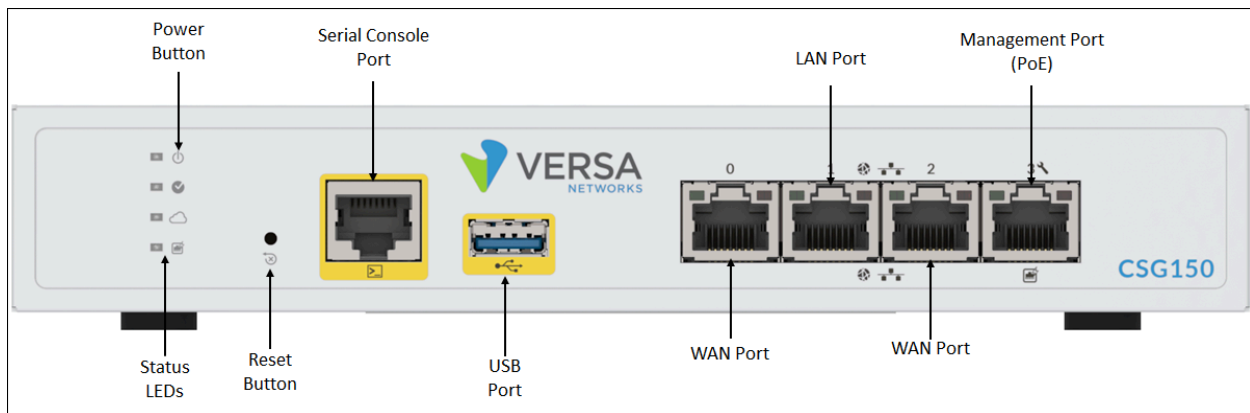 Power
Button
Serial Console
Port
LAN Port
Management Port
(PoE)
VERSA
NETWORKS
0
1
2
3
CSG150
Status
LEDs
Reset
Button
USB
Port
WAN Port
WAN Port